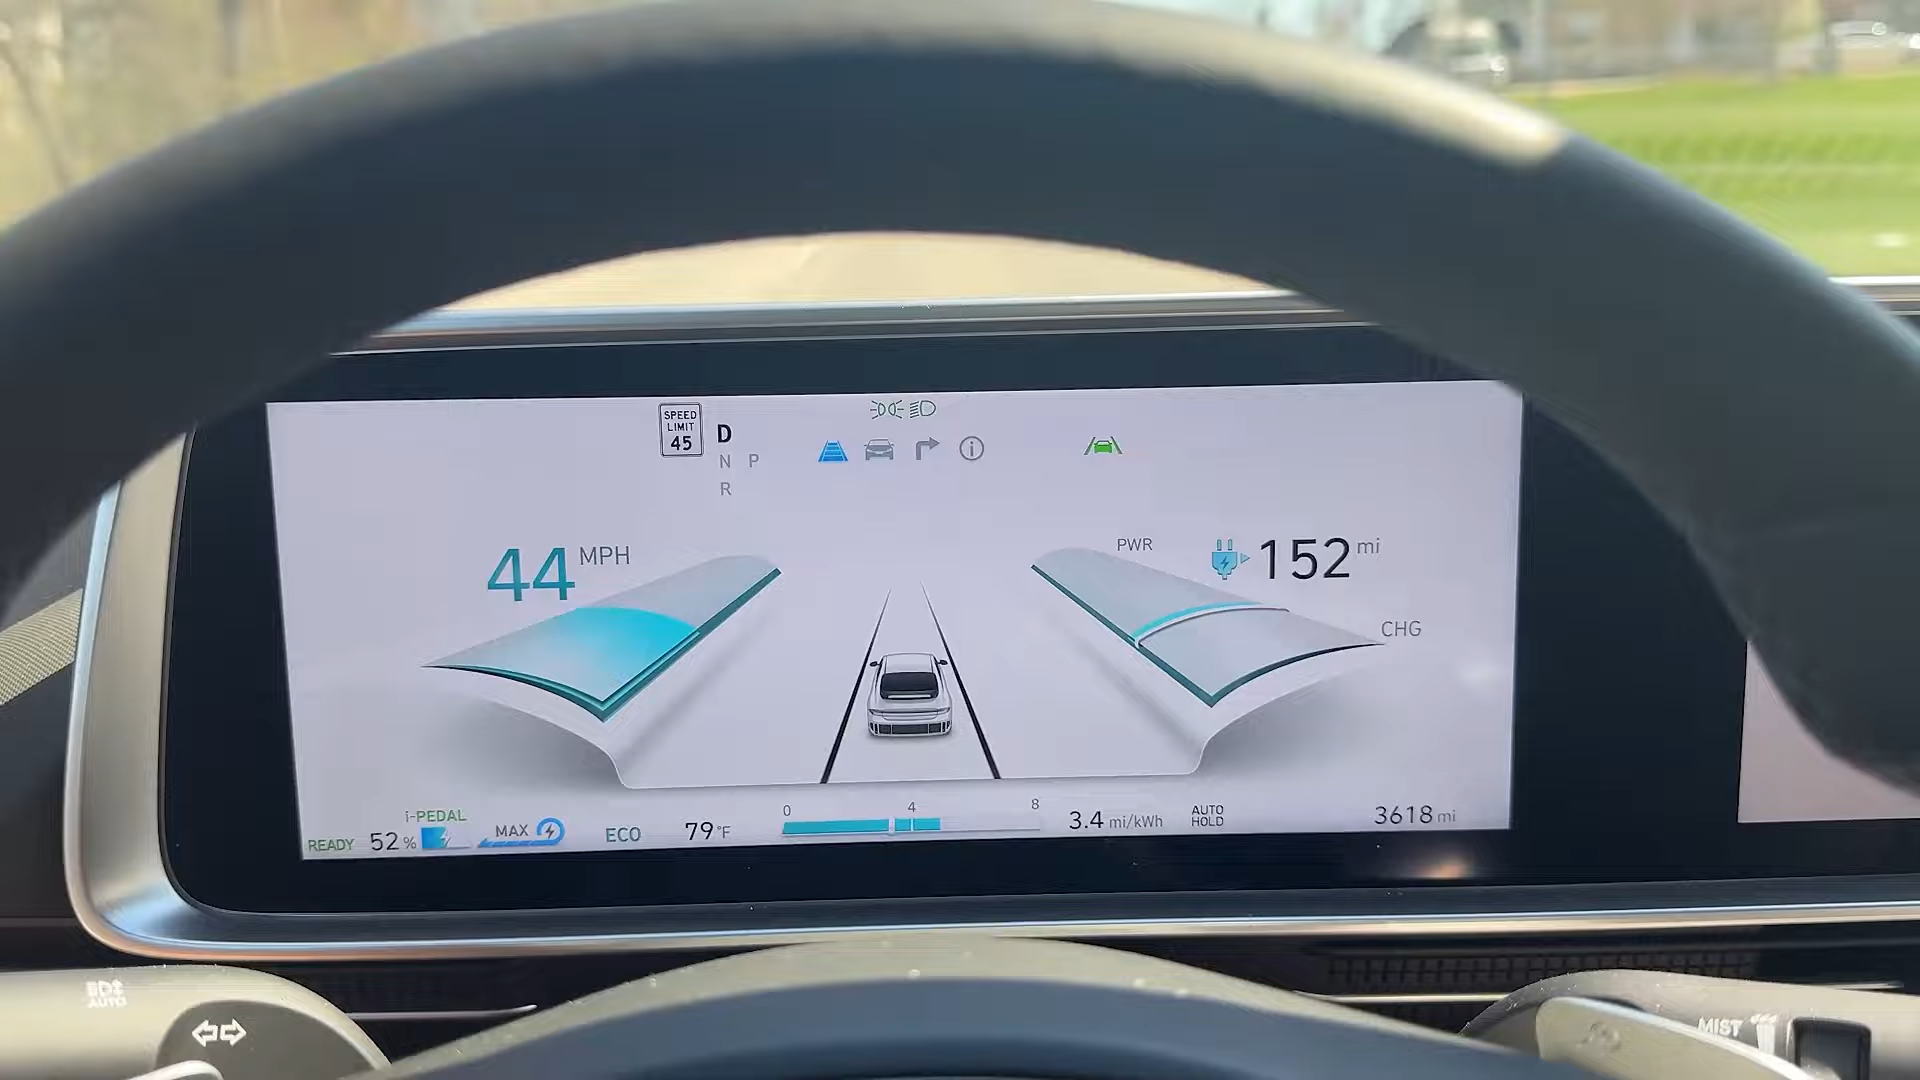 SPEED
LIMIT
45
D
N P
R
44 MPH
PWR
152 mi
CHG
i-PEDAL
READY 52 %
MAX
ECO
79 °F
0 4 8
3.4 mi/kWh
AUTO
HOLD
3618 mi
AUTO
MIST